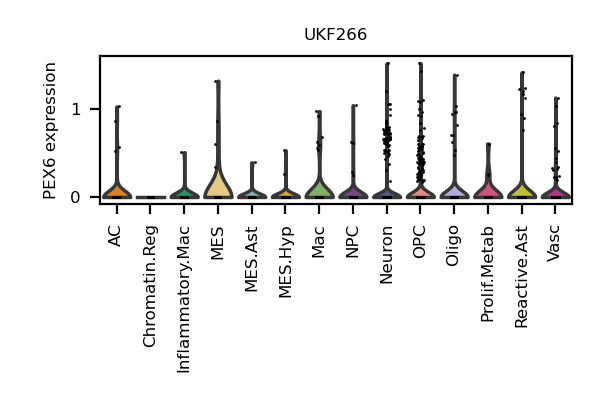 UKF266
PEX6 expression
1
0
AC
Chromatin.Reg
Inflammatory.Mac
MES
MES.Ast
MES.Hyp
Mac
NPC
Neuron
OPC
Oligo
Prolif.Metab
Reactive.Ast
Vasc